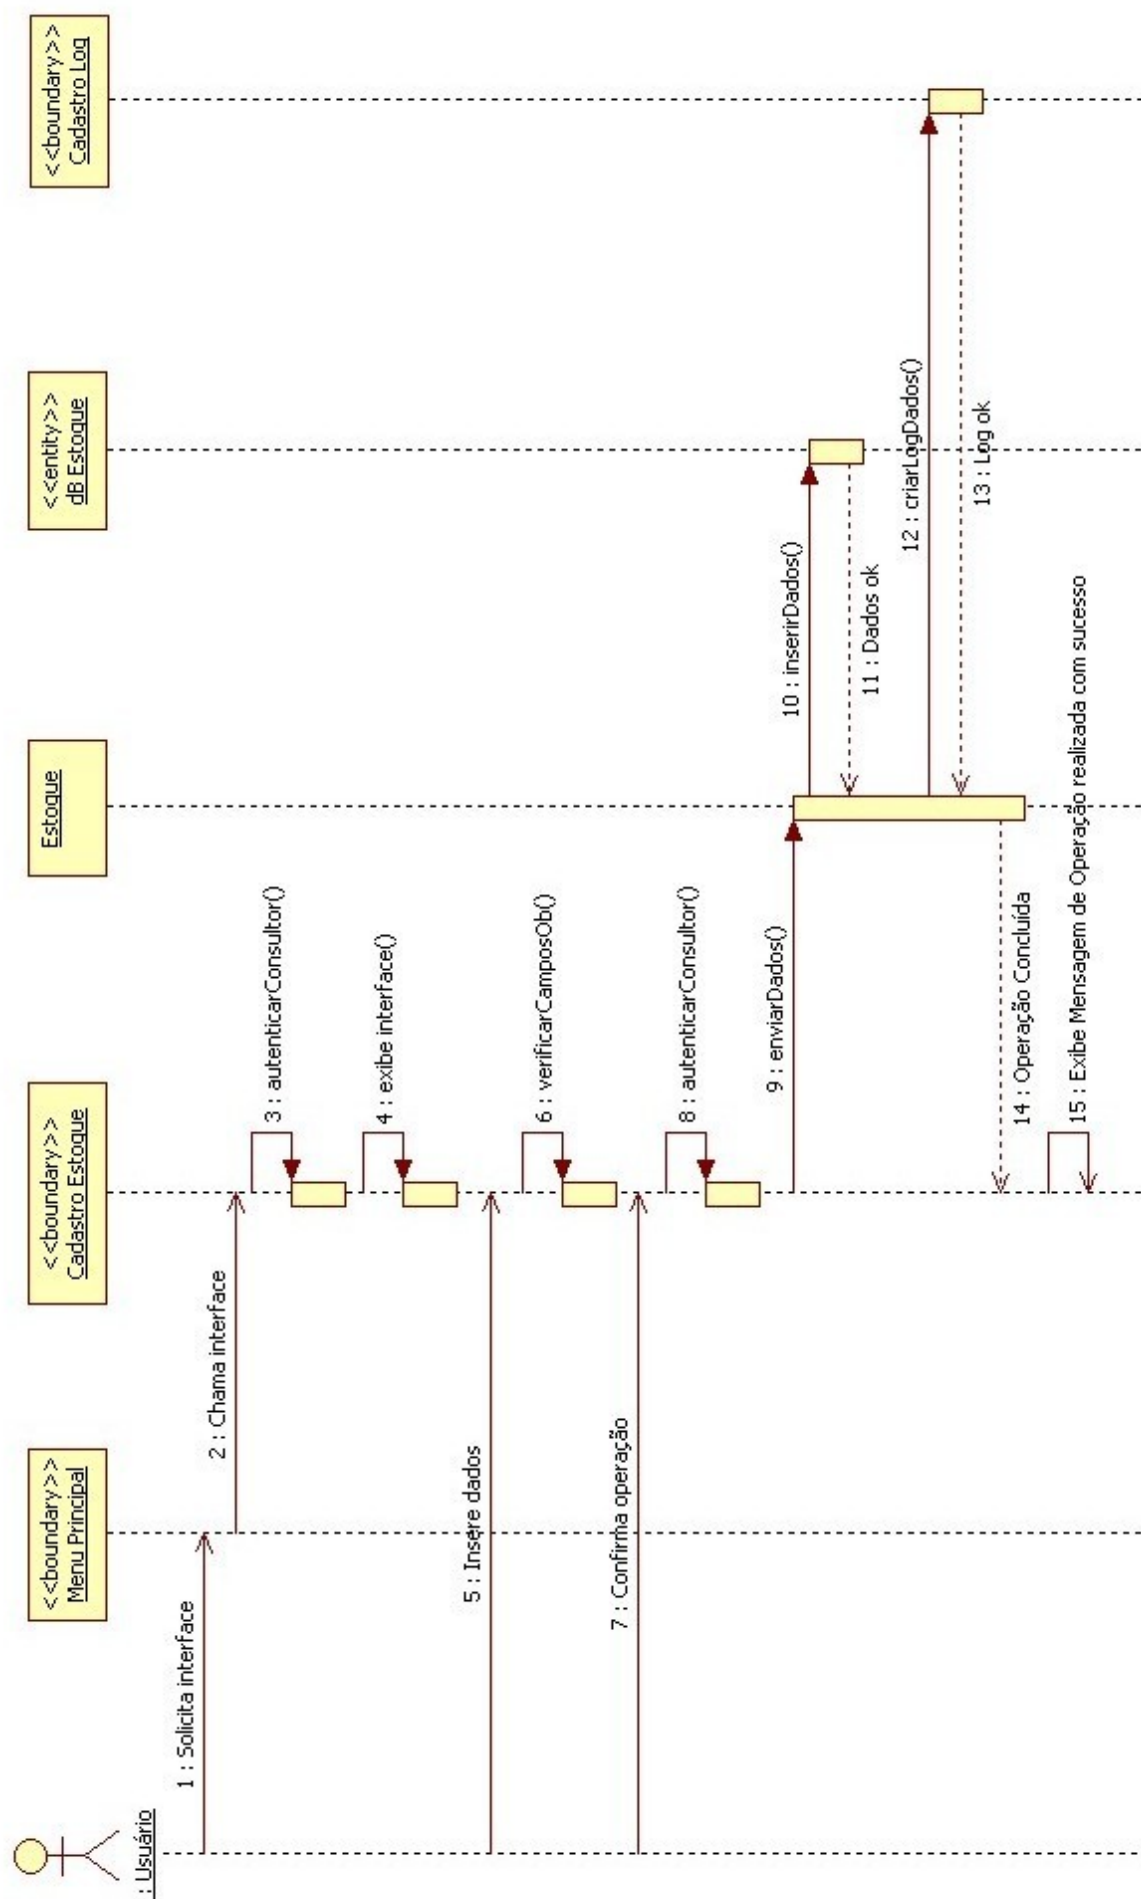 : Usuário
<<boundary>>
Menu Principal
<<boundary>>
Cadastro Estoque
Estoque
<<entity>>
dB Estoque
<<boundary>>
Cadastro Log
1 : Solicita interface
2 : Chama interface
3 : autenticarConsultor()
4 : exibe interface()
5 : Insere dados
6 : verificarCamposOb()
7 : Confirma operação
8 : autenticarConsultor()
9 : enviarDados()
10 : inserirDados()
11 : Dados ok
12 : criarLogDados()
13 : Log ok
14 : Operação Concluída
15 : Exibe Mensagem de Operação realizada com sucesso